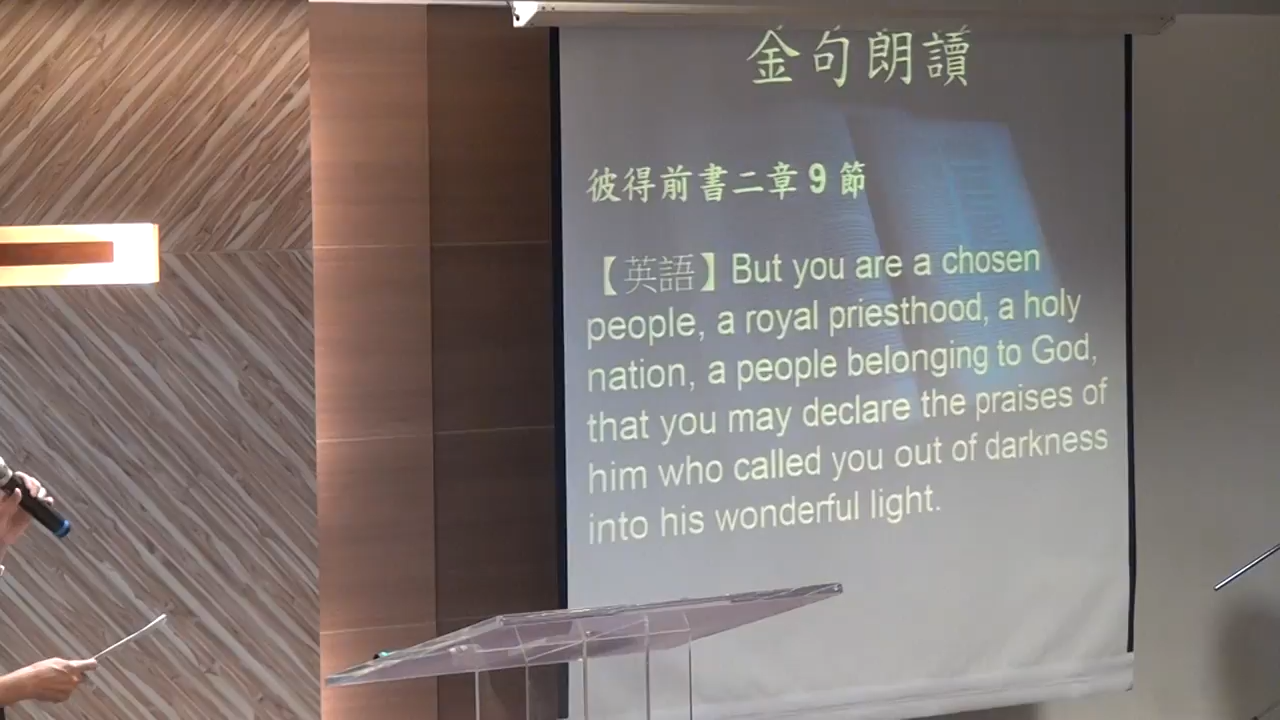 金句朗讀
彼得前書二章 9 節
【英語】But you are a chosen
people, a royal priesthood, a holy
nation, a people belonging to God,
that you may declare the praises of
him who called you out of darkness
into his wonderful light.